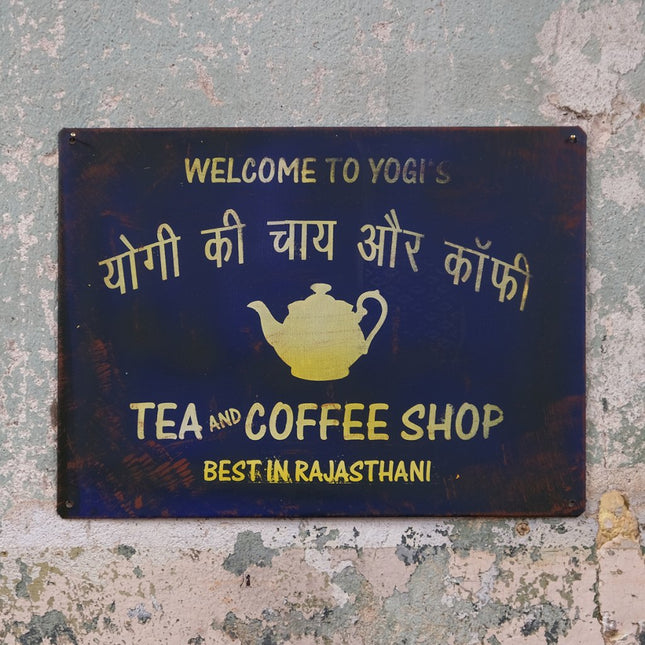 WELCOME TO YOGI'S
योगी की चाय और कॉफी
TEA AND COFFEE SHOP
BEST IN RAJASTHANI